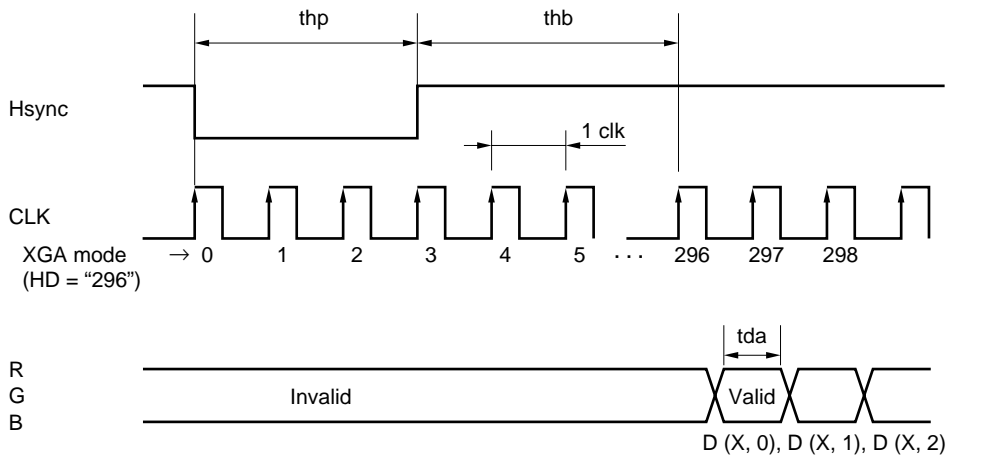 thp
thb
Hsync
1 clk
CLK
XGA mode → 0 1 2 3 4 5 ··· 296 297 298
(HD = “296”)
tda
R
G Invalid Valid
B
D (X, 0), D (X, 1), D (X, 2)